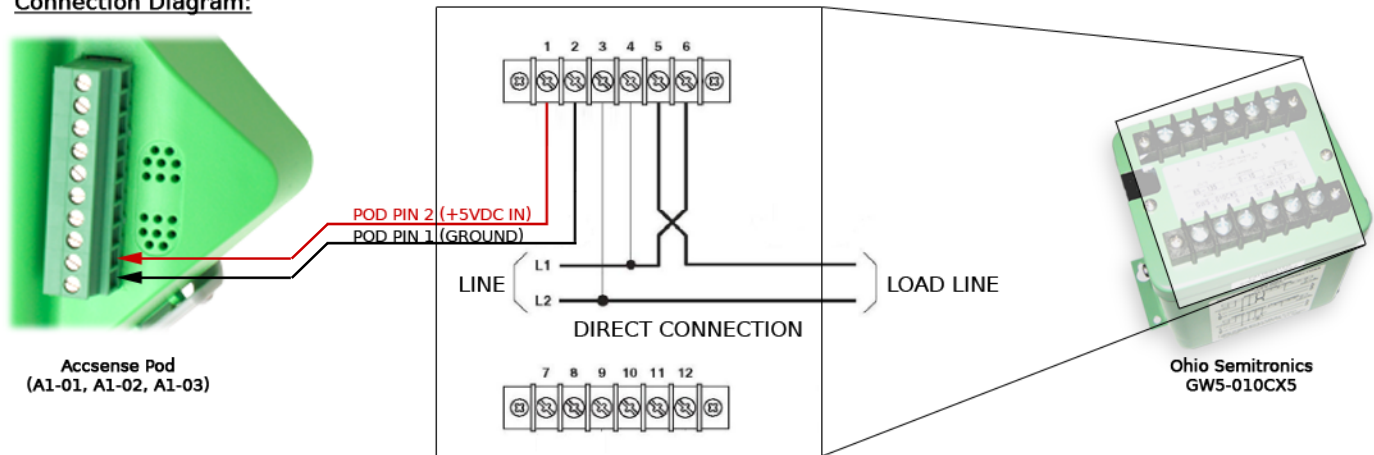 Connection Diagram:
1 2 3 4 5 6
POD PIN 2 (+5VDC IN)
POD PIN 1 (GROUND)
LINE
L1
L2
LOAD LINE
DIRECT CONNECTION
Accsense Pod
(A1-01, A1-02, A1-03)
Ohio Semitronics
GW5-010CX5
7 8 9 10 11 12